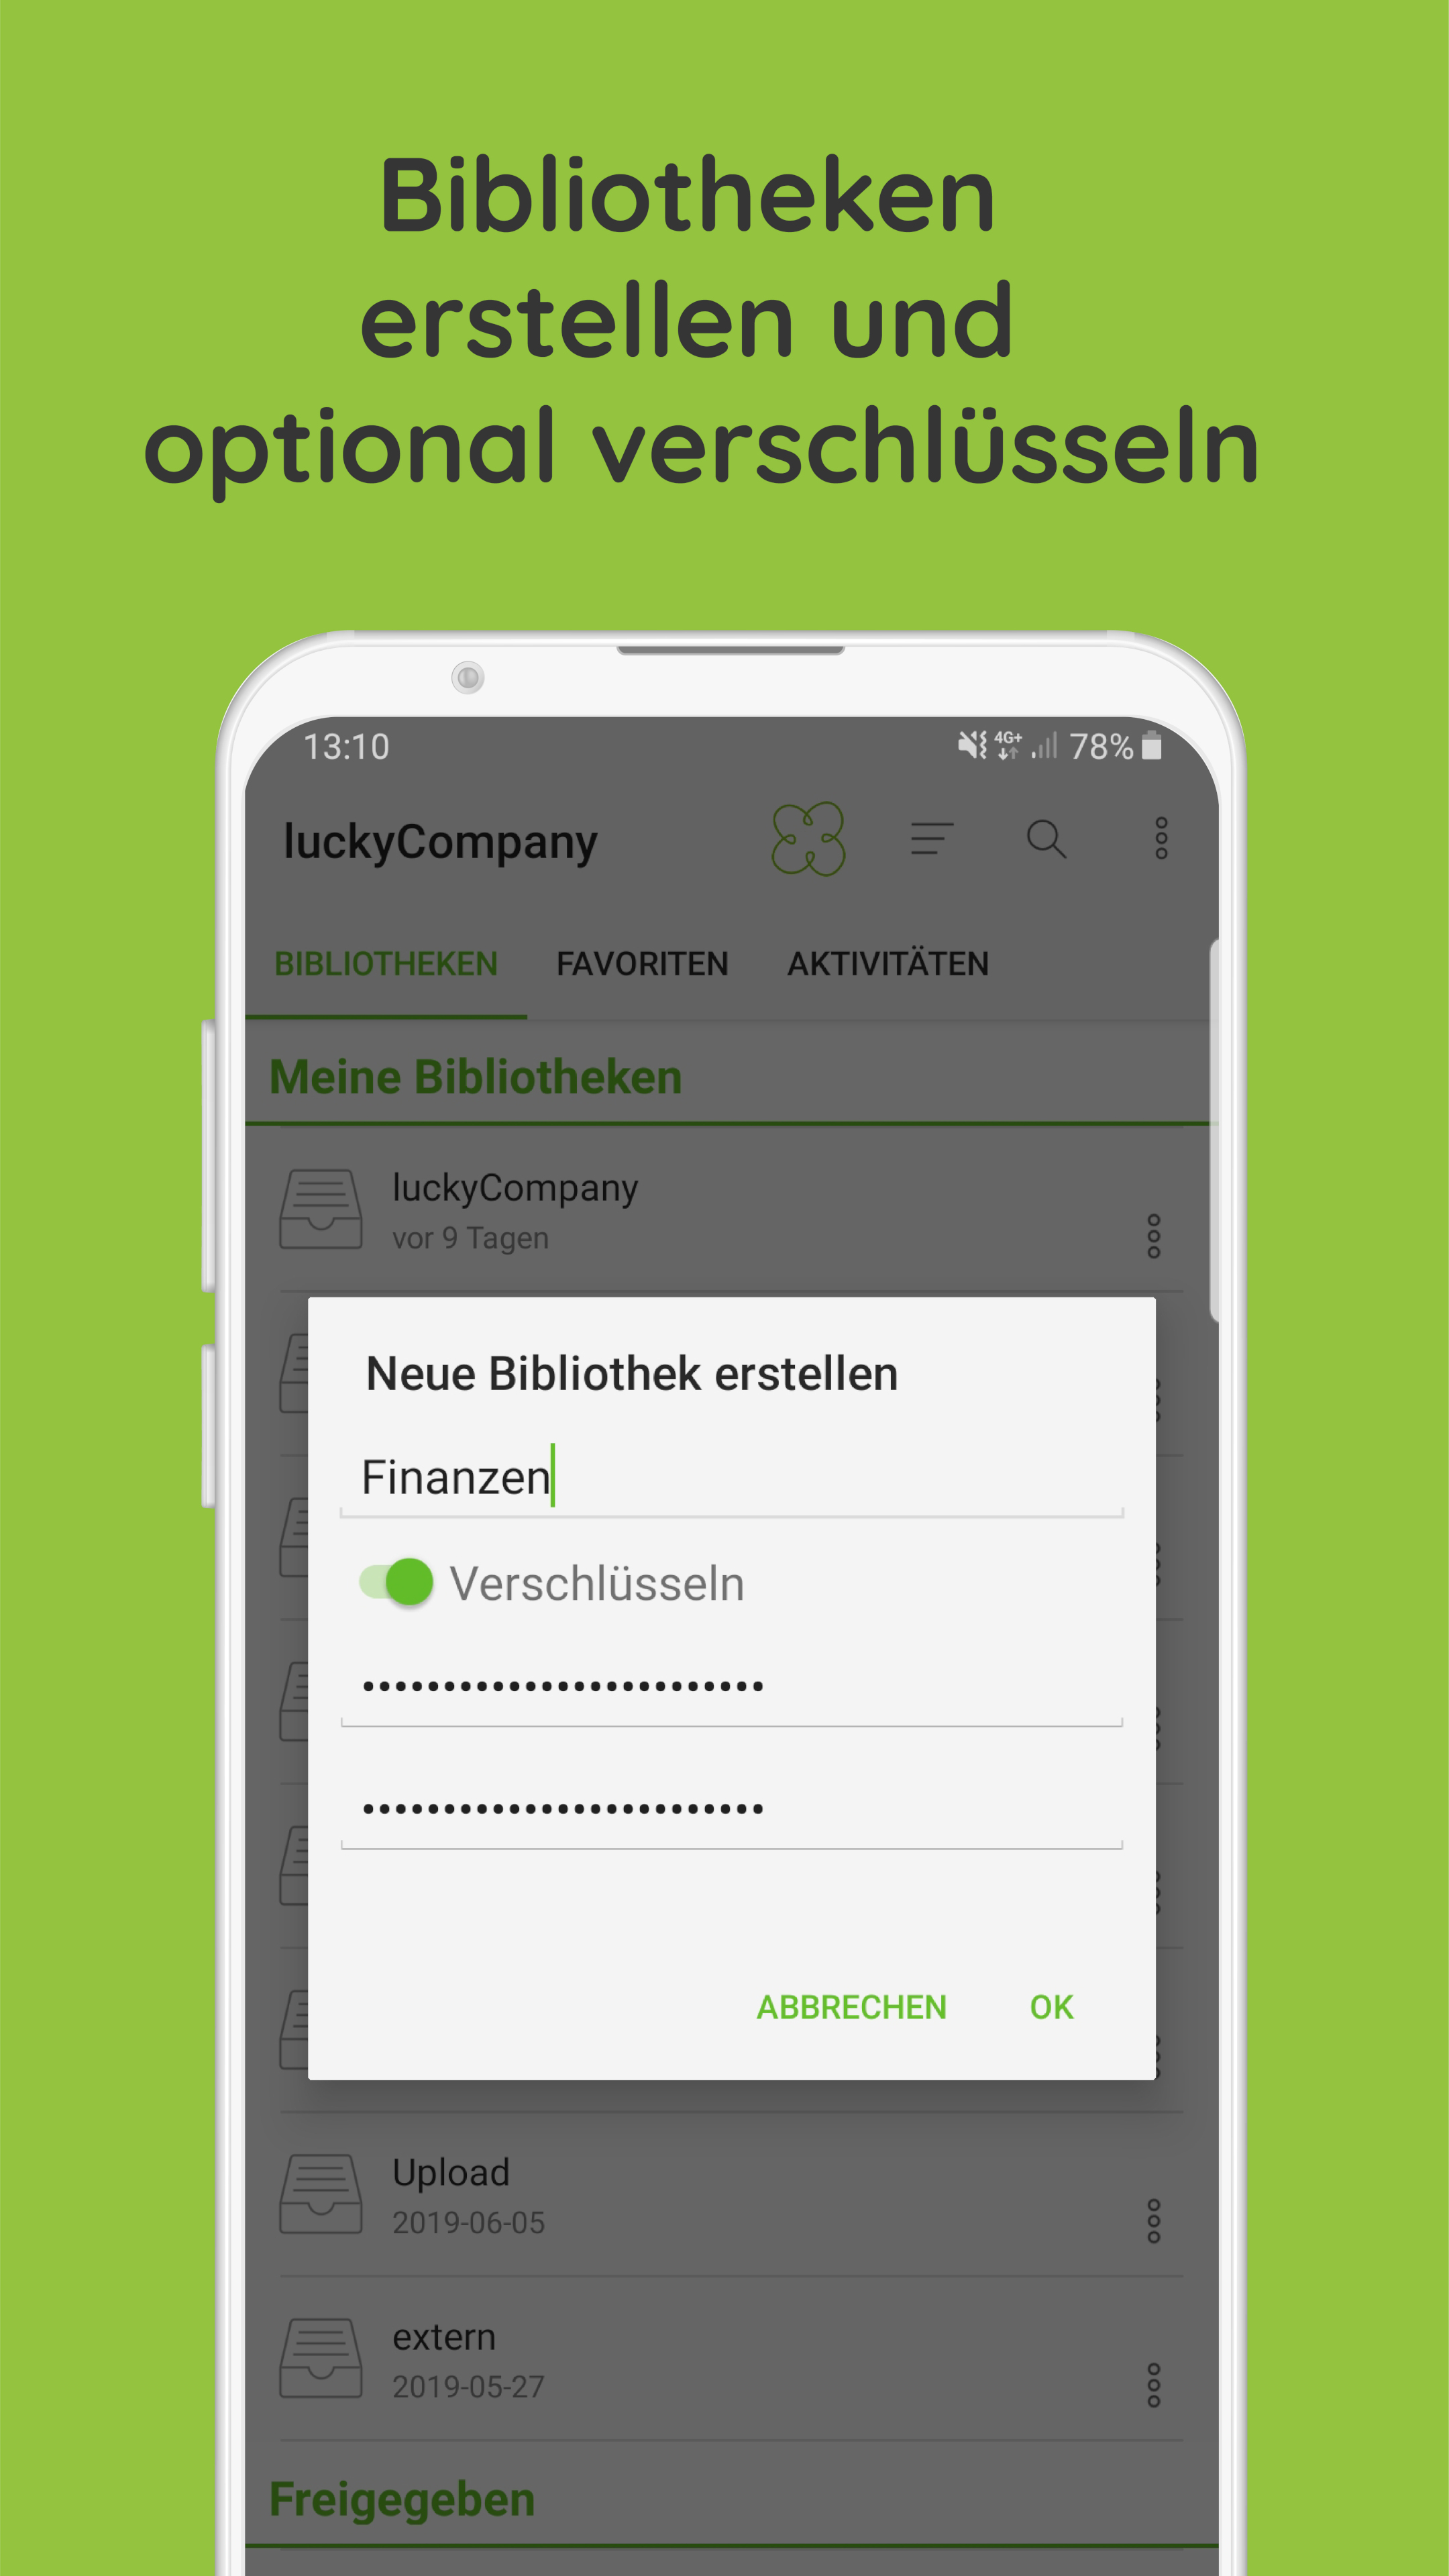 Bibliotheken
erstellen und
optional verschlüsseln
13:10 4G+ 78%
luckyCompany
BIBLIOTHEKEN FAVORITEN AKTIVITÄTEN
Meine Bibliotheken
luckyCompany
vor 9 Tagen
Neue Bibliothek erstellen
Finanzen
Verschlüsseln
•••••••••••••••••••••••••
•••••••••••••••••••••••••
ABBRECHEN OK
Upload
2019-06-05
extern
2019-05-27
Freigegeben